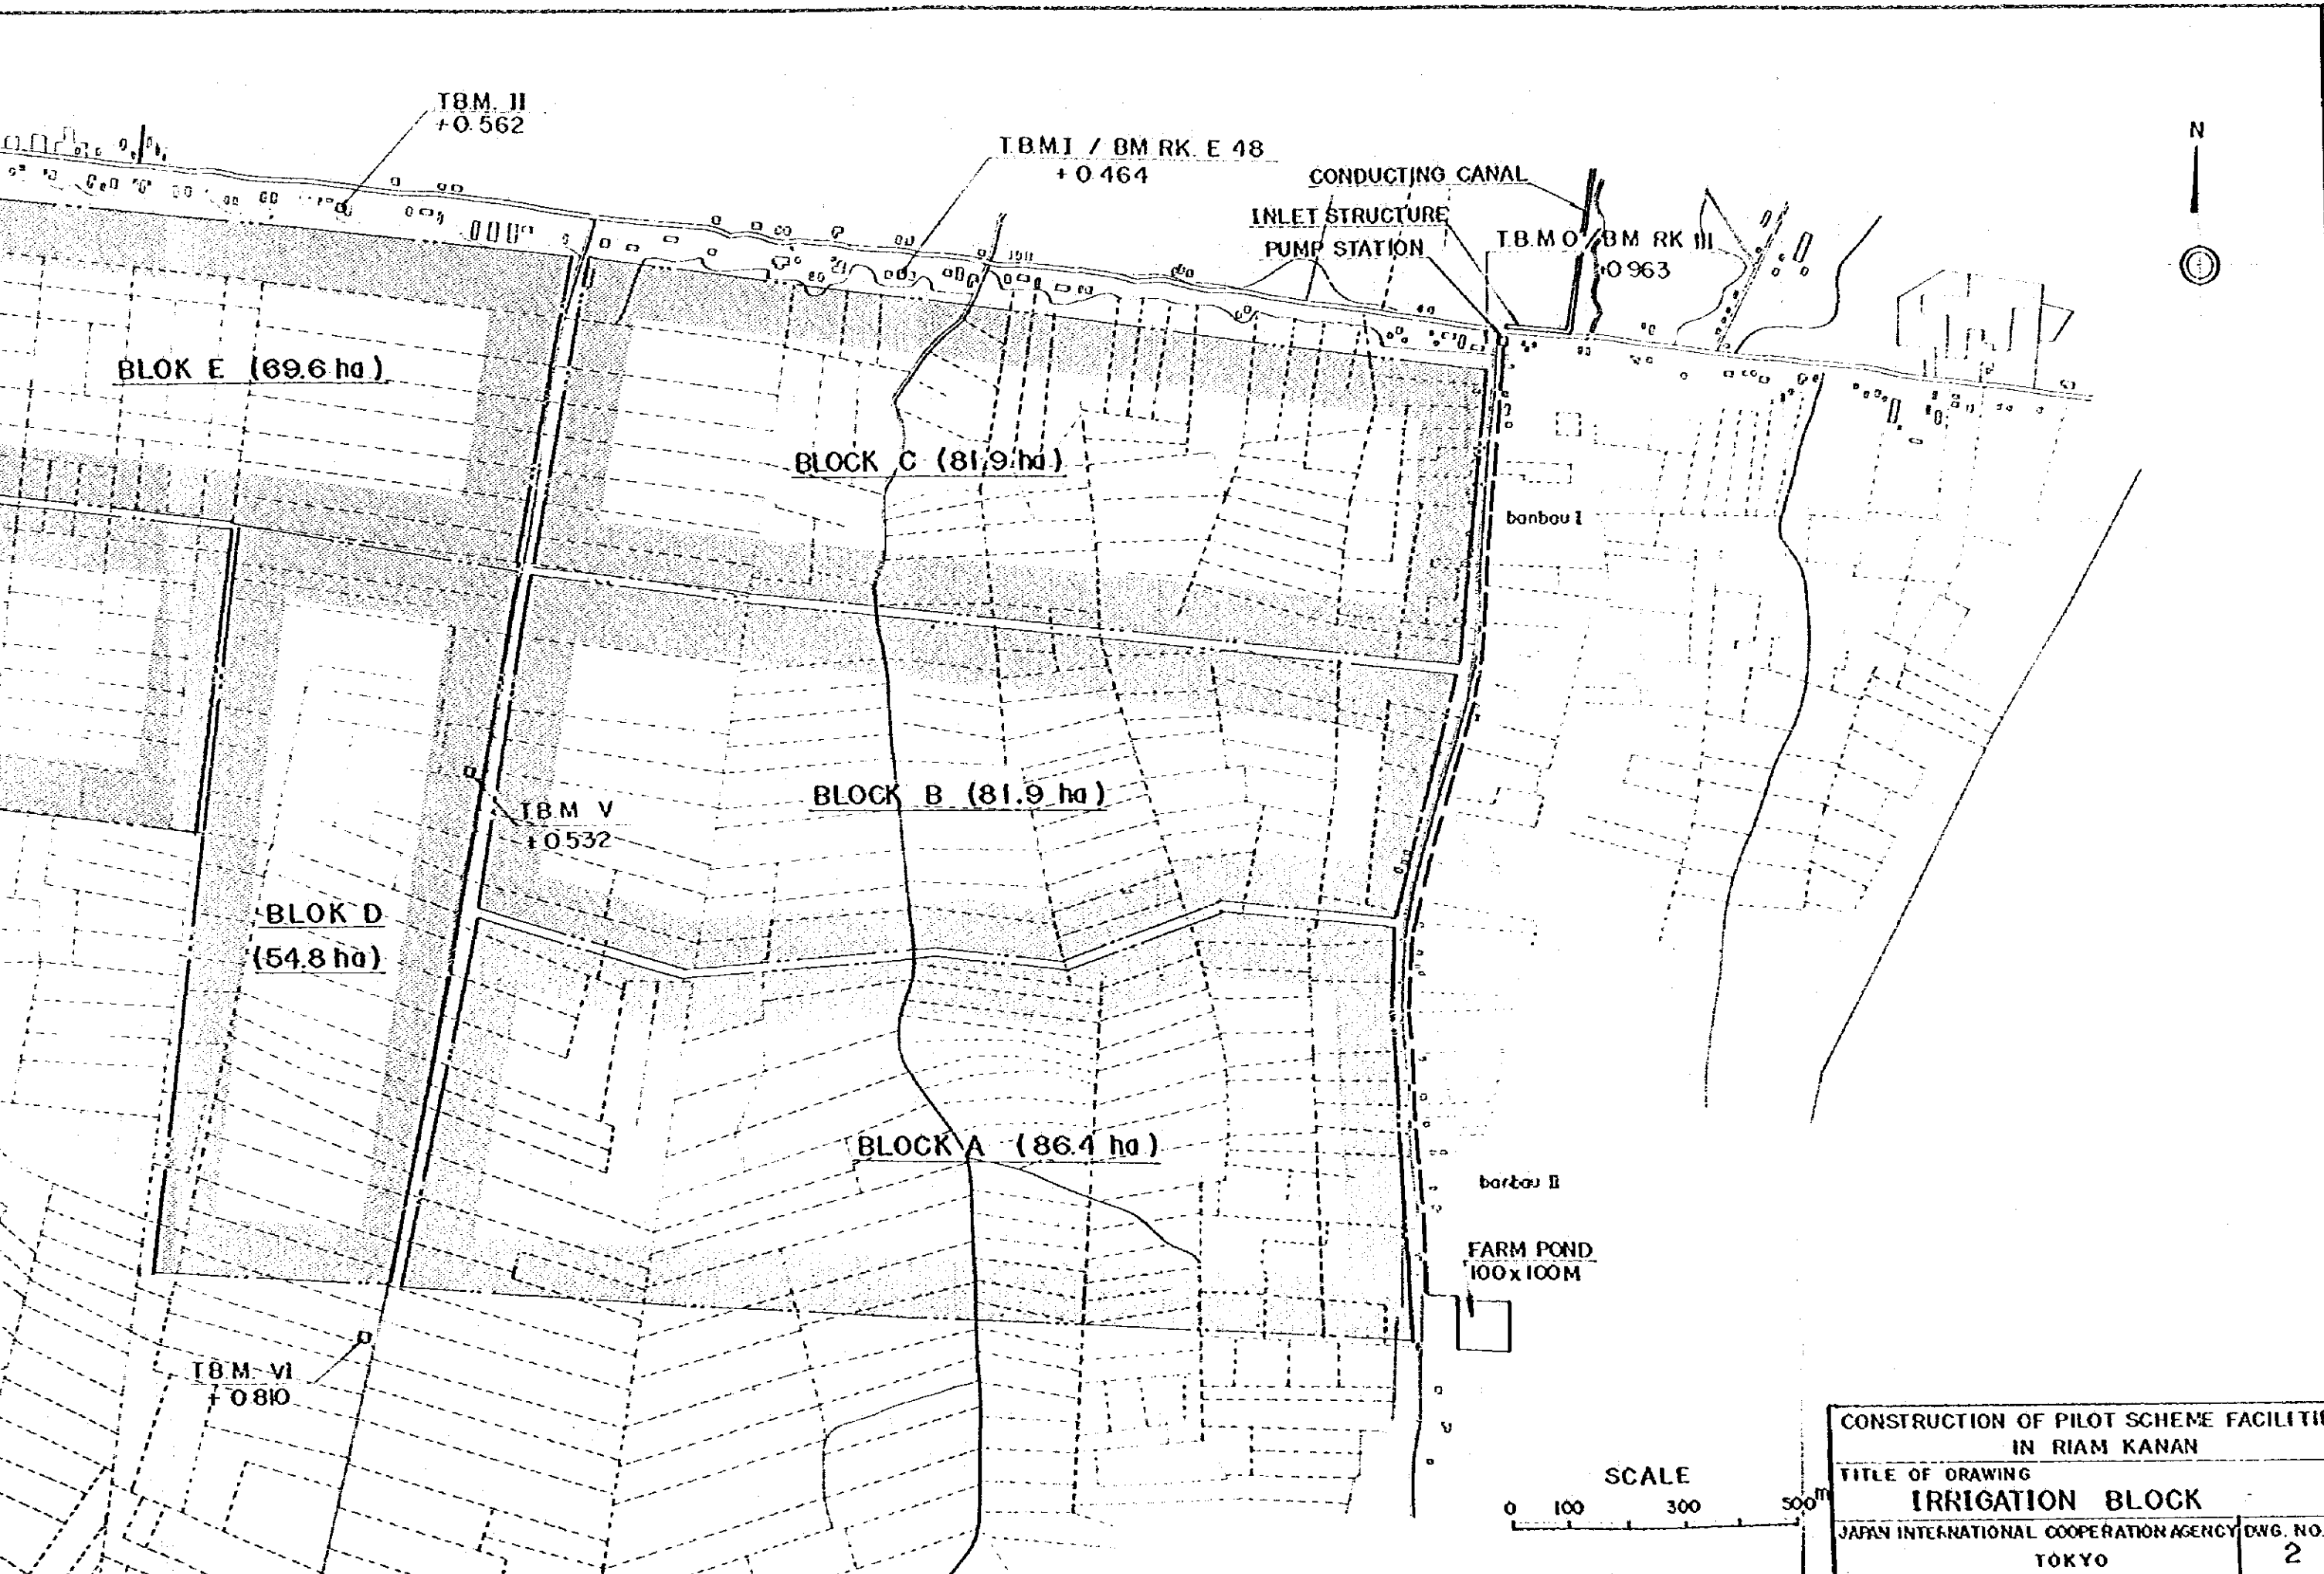 T.B.M. II
+0.562
T.B.M.I / BM RK. E 48
+0.464
CONDUCTING CANAL
INLET STRUCTURE
PUMP STATION
T.B.M O / BM RK III
+0.963
N
BLOK E (69.6 ha)
BLOCK C (81.9 ha)
banbou I
BLOCK B (81.9 ha)
T.B.M V
+0.532
BLOK D
(54.8 ha)
BLOCK A (86.4 ha)
FARM POND
100x100M
T.B.M. VI
+0.810
SCALE
0 100 300 500m
CONSTRUCTION OF PILOT SCHEME FACILITIE
IN RIAM KANAN
TITLE OF DRAWING
IRRIGATION BLOCK
JAPAN INTERNATIONAL COOPERATION AGENCY
TOKYO
DWG. NO.
2